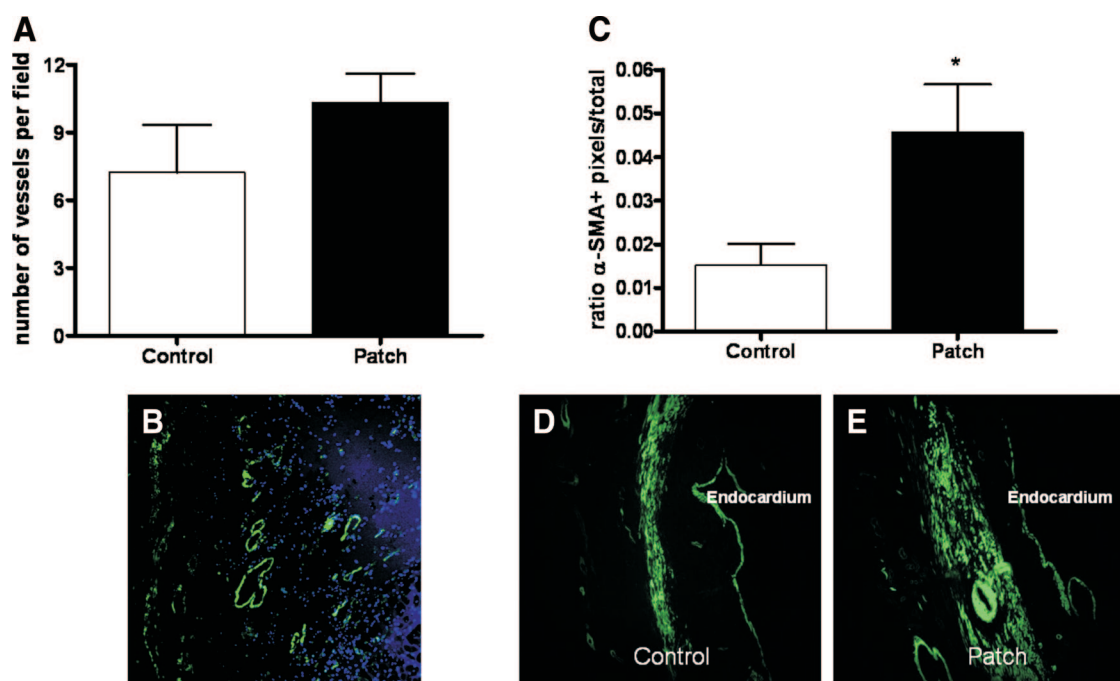 A
number of vessels per field
12
9
6
3
0
Control
Patch
C
ratio α-SMA+ pixels/total
0.06
0.05
0.04
0.03
0.02
0.01
0.00
*
Control
Patch
B
D
Endocardium
Control
E
Endocardium
Patch